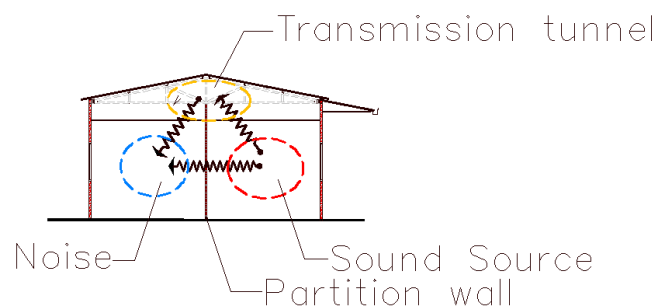 Transmission tunnel
Noise
Sound Source
Partition wall